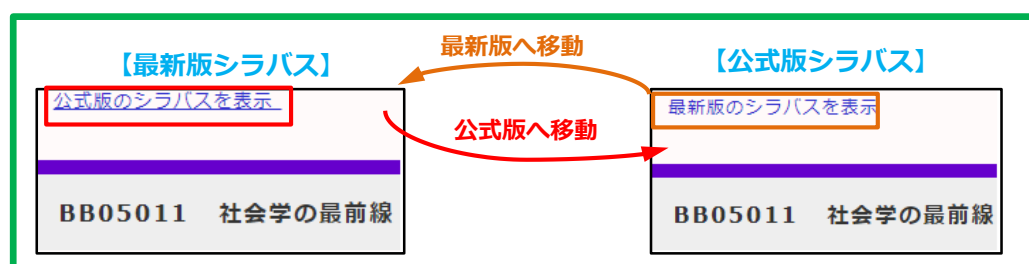 最新版へ移動
【最新版シラバス】
【公式版シラバス】
公式版のシラバスを表示
最新版のシラバスを表示
公式版へ移動
BB05011 社会学の最前線
BB05011 社会学の最前線